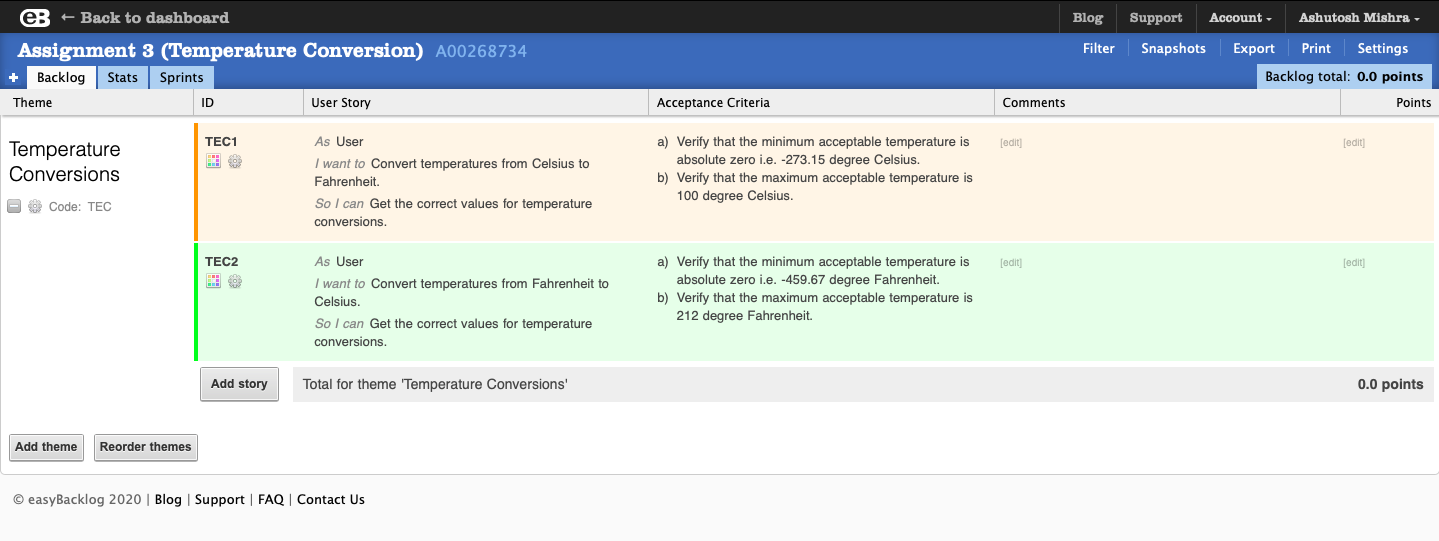 eB ← Back to dashboard Blog Support Account Ashutosh Mishra
Assignment 3 (Temperature Conversion) A00268734 Filter Snapshots Export Print Settings
+ Backlog Stats Sprints Backlog total: 0.0 points
Theme ID User Story Acceptance Criteria Comments Points
Temperature
Conversions
Code: TEC
TEC1
As User
I want to Convert temperatures from Celsius to
Fahrenheit.
So I can Get the correct values for temperature
conversions.
a) Verify that the minimum acceptable temperature is
absolute zero i.e. -273.15 degree Celsius.
b) Verify that the maximum acceptable temperature is
100 degree Celsius.
[edit] [edit]
TEC2
As User
I want to Convert temperatures from Fahrenheit to
Celsius.
So I can Get the correct values for temperature
conversions.
a) Verify that the minimum acceptable temperature is
absolute zero i.e. -459.67 degree Fahrenheit.
b) Verify that the maximum acceptable temperature is
212 degree Fahrenheit.
[edit] [edit]
Add story Total for theme 'Temperature Conversions' 0.0 points
Add theme Reorder themes
© easyBacklog 2020 | Blog | Support | FAQ | Contact Us